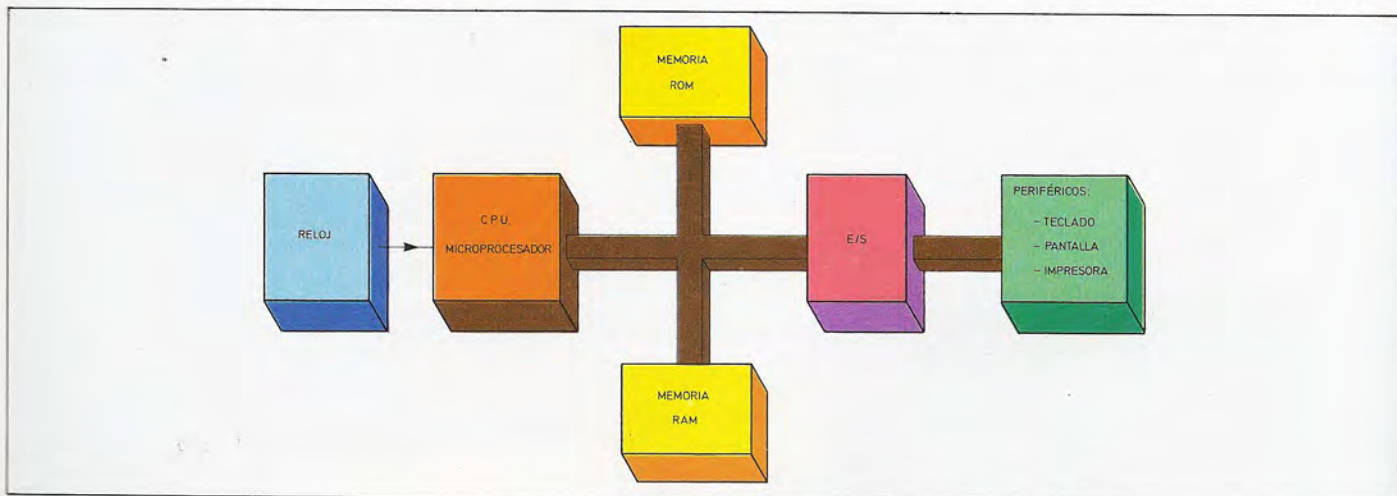 MEMORIA
ROM
RELOJ
C.P.U.
MICROPROCESADOR
E/S
PERIFÉRICOS:
– TECLADO
– PANTALLA
– IMPRESORA
MEMORIA
RAM